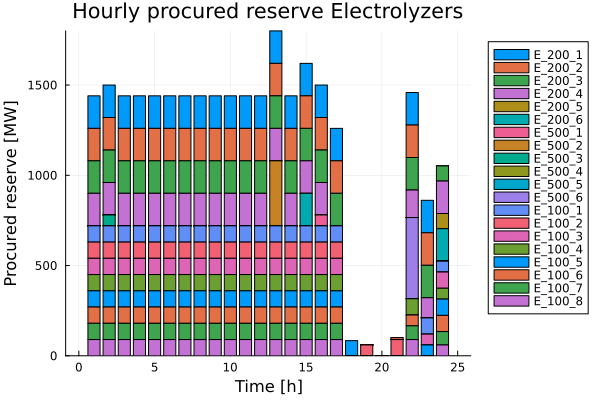 Hourly procured reserve Electrolyzers
Procured reserve [MW]
1500
1000
500
0
0 5 10 15 20 25
Time [h]
E_200_1
E_200_2
E_200_3
E_200_4
E_200_5
E_200_6
E_500_1
E_500_2
E_500_3
E_500_4
E_500_5
E_500_6
E_100_1
E_100_2
E_100_3
E_100_4
E_100_5
E_100_6
E_100_7
E_100_8